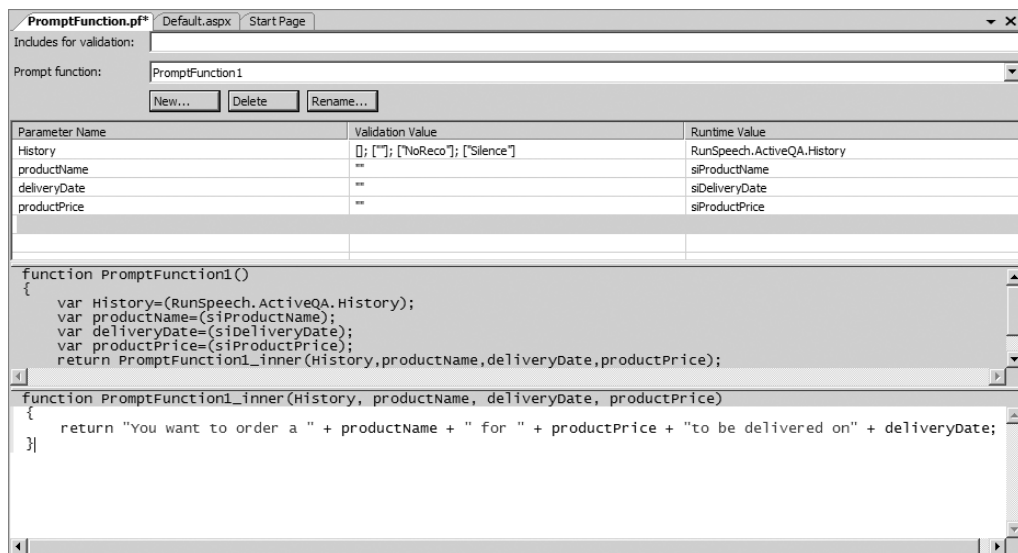 PromptFunction.pf* Default.aspx Start Page
Includes for validation:
Prompt function: PromptFunction1
New... Delete Rename...
Parameter Name Validation Value Runtime Value
History []; [""]; ["NoReco"]; ["Silence"] RunSpeech.ActiveQA.History
productName "" siProductName
deliveryDate "" siDeliveryDate
productPrice "" siProductPrice
function PromptFunction1()
{
var History=(RunSpeech.ActiveQA.History);
var productName=(siProductName);
var deliveryDate=(siDeliveryDate);
var productPrice=(siProductPrice);
return PromptFunction1_inner(History,productName,deliveryDate,productPrice);
function PromptFunction1_inner(History, productName, deliveryDate, productPrice)
{
return "You want to order a " + productName + " for " + productPrice + "to be delivered on" + deliveryDate;
}